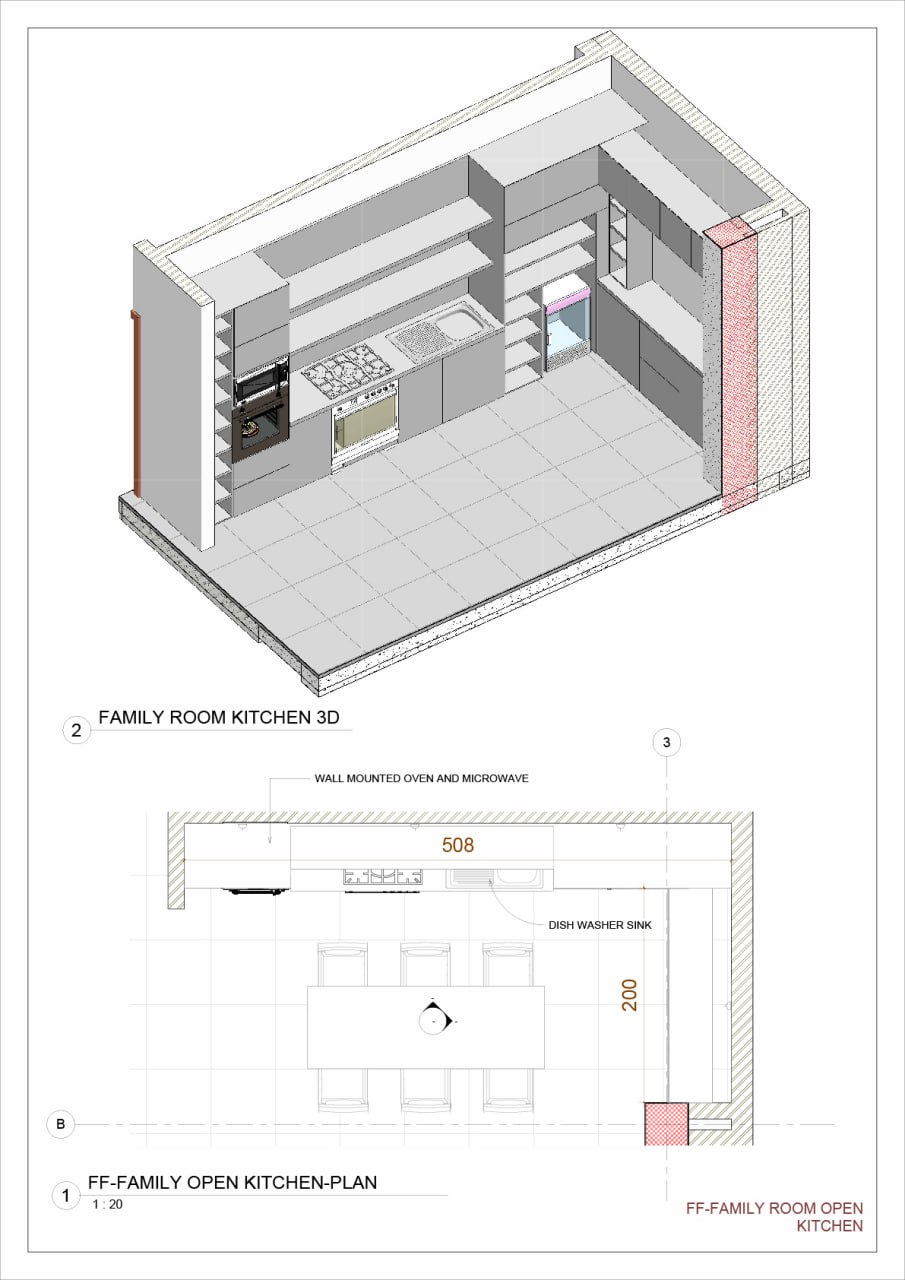 2
FAMILY ROOM KITCHEN 3D
3
WALL MOUNTED OVEN AND MICROWAVE
508
DISH WASHER SINK
200
B
1
FF-FAMILY OPEN KITCHEN-PLAN
1 : 20
FF-FAMILY ROOM OPEN
KITCHEN